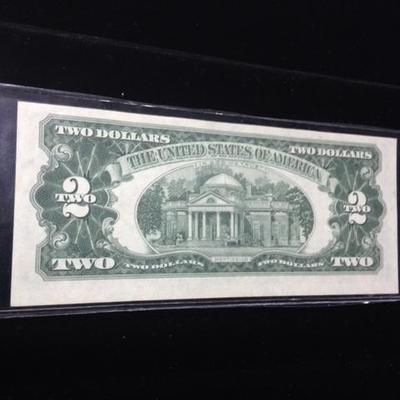 TWO DOLLARS TWO DOLLARS
THE UNITED STATES OF AMERICA
2 2
TWO TWO
TWO TWO DOLLARS MONTICELLO TWO DOLLARS TWO